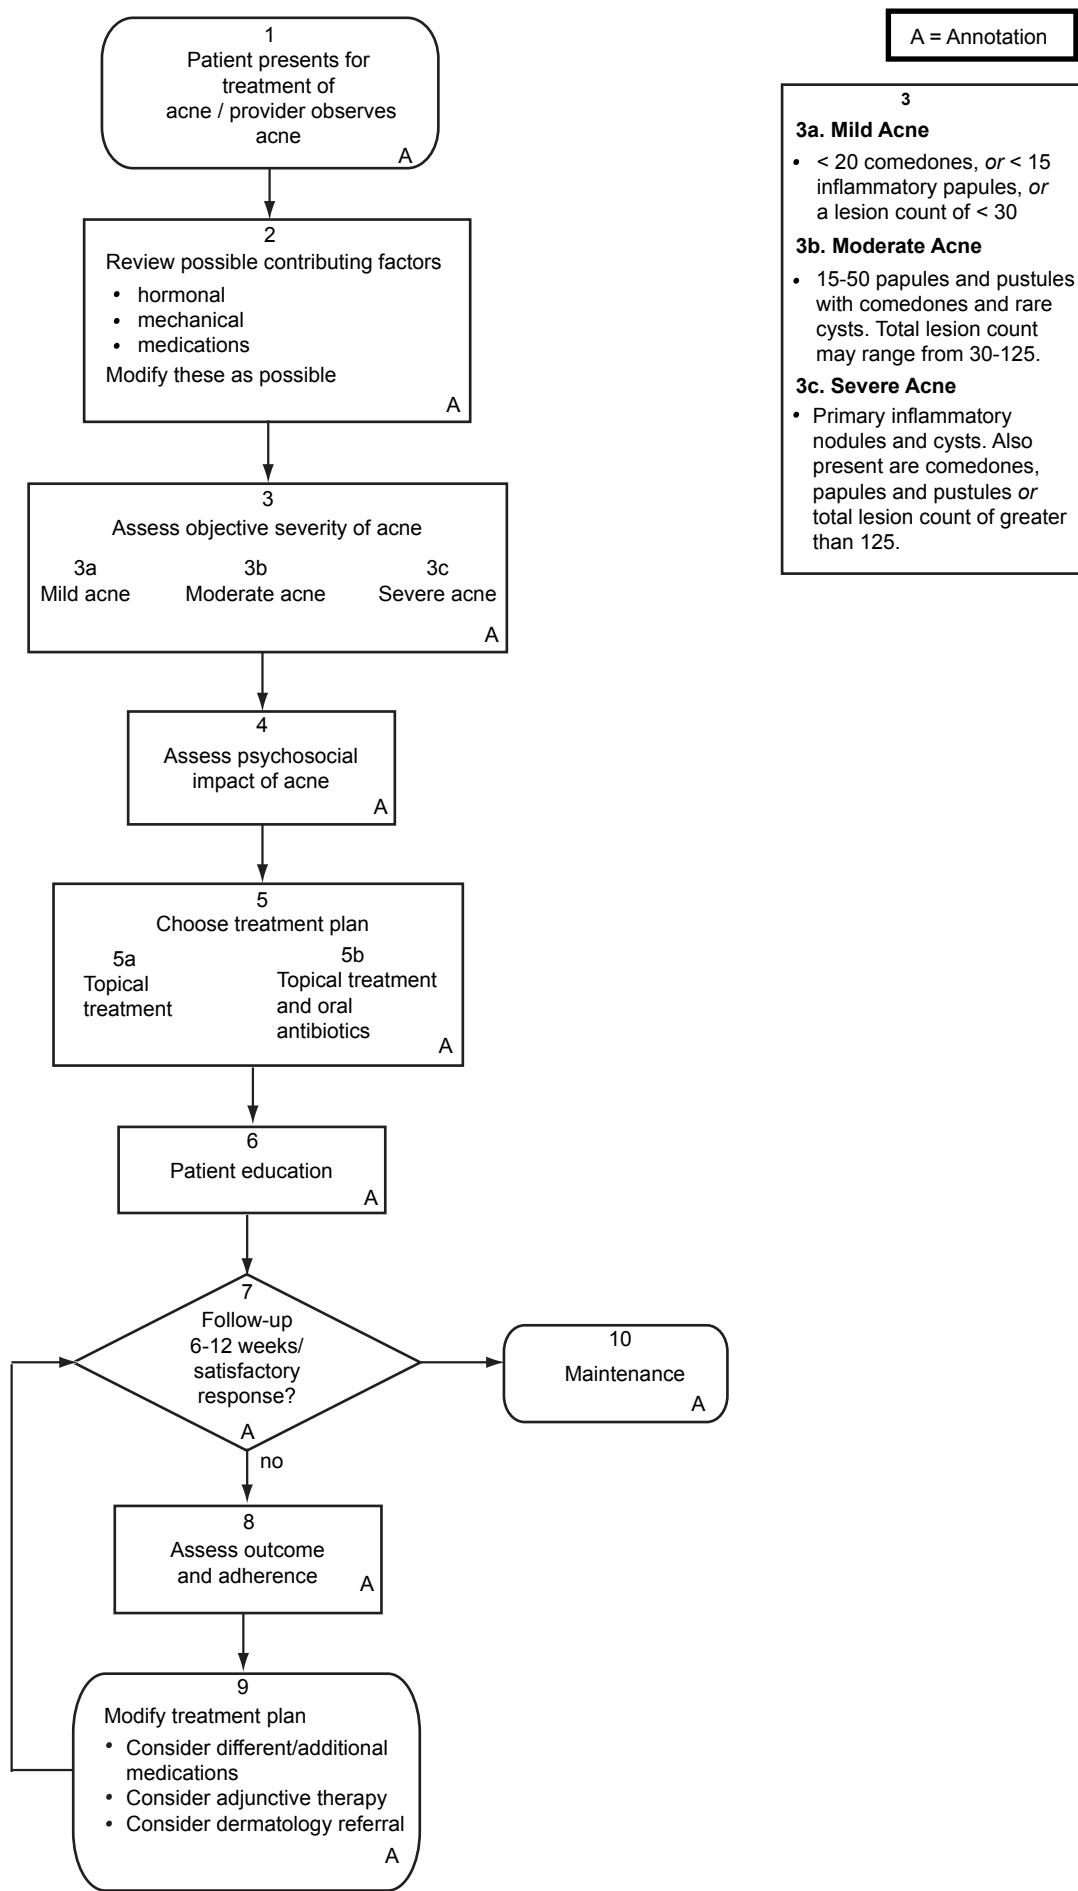 1
Patient presents for
treatment of
acne / provider observes
acne
A
A = Annotation
3
3a. Mild Acne
• < 20 comedones, or < 15
inflammatory papules, or
a lesion count of < 30
3b. Moderate Acne
• 15-50 papules and pustules
with comedones and rare
cysts. Total lesion count
may range from 30-125.
3c. Severe Acne
• Primary inflammatory
nodules and cysts. Also
present are comedones,
papules and pustules or
total lesion count of greater
than 125.
2
Review possible contributing factors
• hormonal
• mechanical
• medications
Modify these as possible
A
3
Assess objective severity of acne
3a
Mild acne
3b
Moderate acne
3c
Severe acne
A
4
Assess psychosocial
impact of acne
A
5
Choose treatment plan
5a
Topical
treatment
5b
Topical treatment
and oral
antibiotics
A
6
Patient education
A
7
Follow-up
6-12 weeks/
satisfactory
response?
A
no
10
Maintenance
A
8
Assess outcome
and adherence
A
9
Modify treatment plan
• Consider different/additional
medications
• Consider adjunctive therapy
• Consider dermatology referral
A